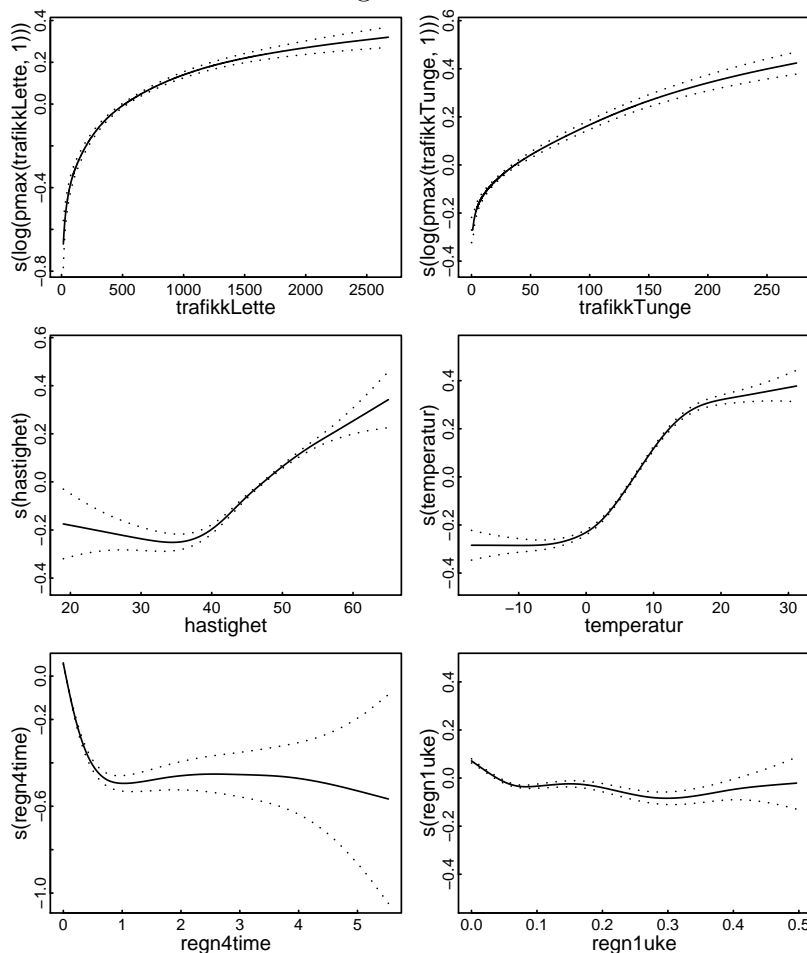 s(log(pmax(trafikkLette, 1)))
−0.8 −0.4 0.0 0.2 0.4
0 500 1000 1500 2000 2500
trafikkLette
s(log(pmax(trafikkTunge, 1)))
−0.4 −0.2 0.0 0.2 0.4 0.6
0 50 100 150 200 250
trafikkTunge
s(hastighet)
−0.4 −0.2 0.0 0.2 0.4 0.6
20 30 40 50 60
hastighet
s(temperatur)
−0.4 −0.2 0.0 0.2 0.4
−10 0 10 20 30
temperatur
s(regn4time)
−1.0 −0.6 −0.2 0.0
0 1 2 3 4 5
regn4time
s(regn1uke)
−0.4 0.0 0.2 0.4
0.0 0.1 0.2 0.3 0.4 0.5
regn1uke